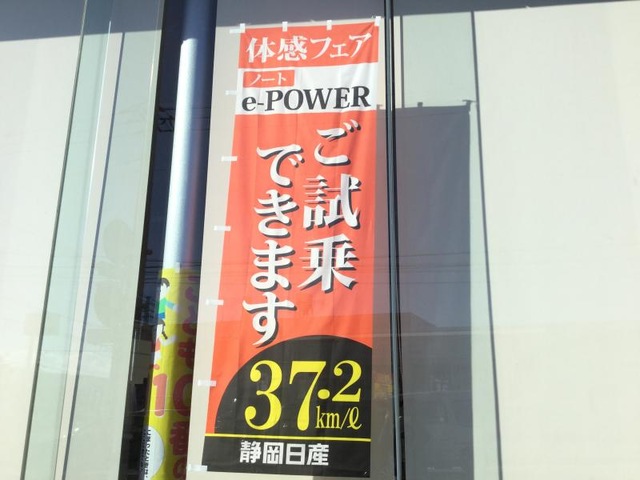 体感フェア
ノート
e-POWER
ご試乗
できます
37.2
km/ℓ
静岡日産